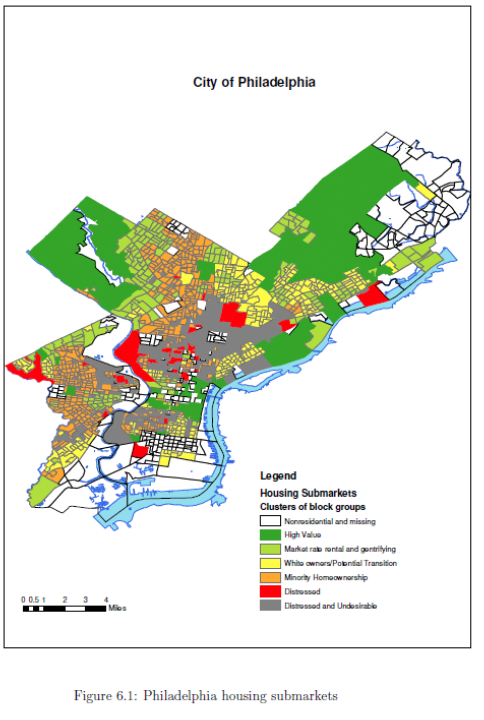 City of Philadelphia
Legend
Housing Submarkets
Clusters of block groups
Nonresidential and missing
High Value
Market rate rental and gentrifying
White owners/Potential Transition
Minority Homeownership
Distressed
Distressed and Undesirable
0 0.5 1 2 3 4
Miles
Figure 6.1: Philadelphia housing submarkets